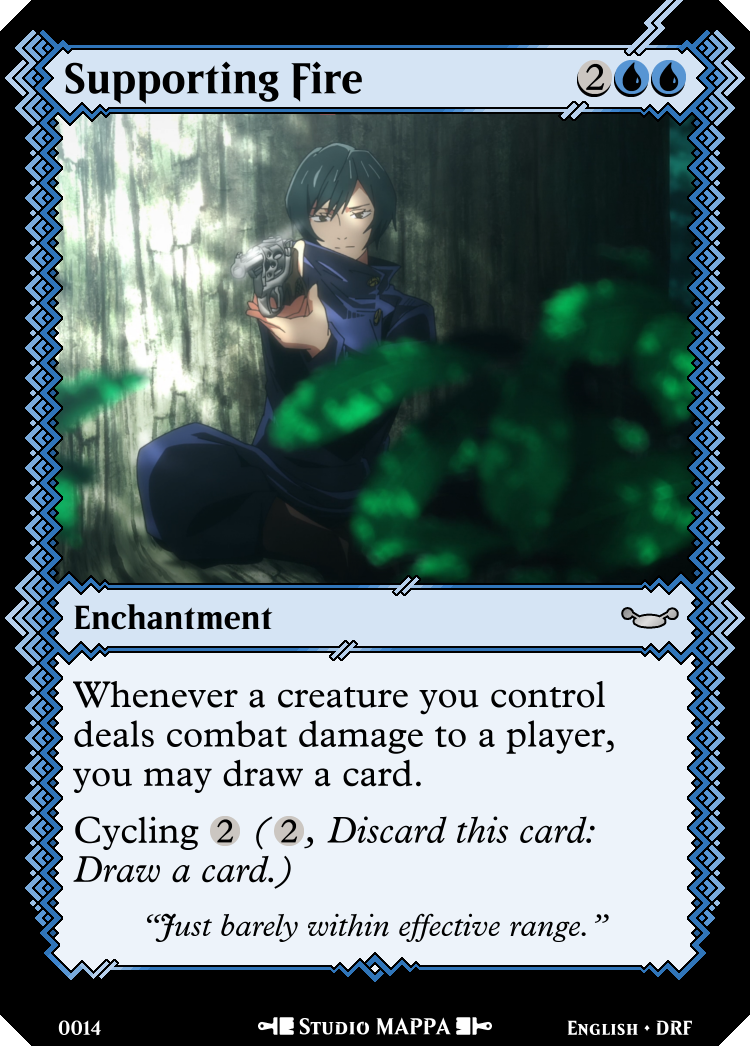 Supporting Fire 2
Enchantment
Whenever a creature you control
deals combat damage to a player,
you may draw a card.
Cycling 2 (2, Discard this card:
Draw a card.)
“Just barely within effective range.”
0014 Studio MAPPA English • DRF